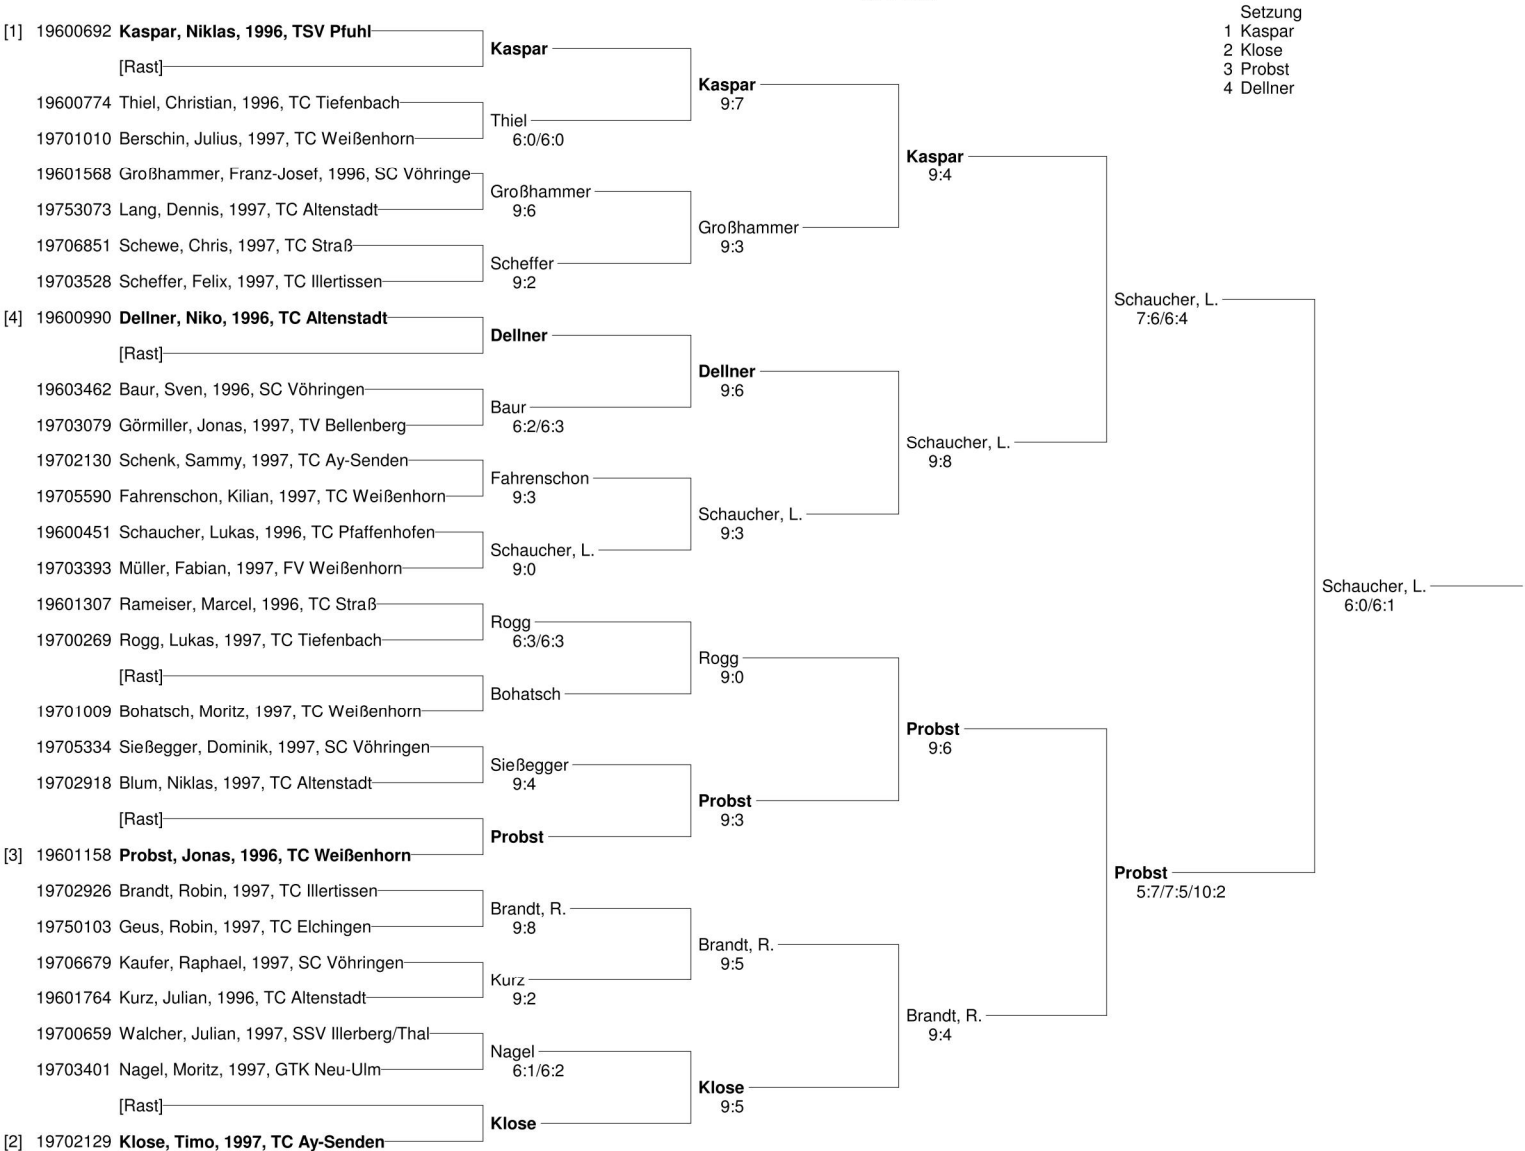 Setzung
1 Kaspar
2 Klose
3 Probst
4 Dellner
[1] 19600692 Kaspar, Niklas, 1996, TSV Pfuhl
[Rast]
19600774 Thiel, Christian, 1996, TC Tiefenbach
19701010 Berschin, Julius, 1997, TC Weißenhorn
19601568 Großhammer, Franz-Josef, 1996, SC Vöhringe
19753073 Lang, Dennis, 1997, TC Altenstadt
19706851 Schewe, Chris, 1997, TC Straß
19703528 Scheffer, Felix, 1997, TC Illertissen
[4] 19600990 Dellner, Niko, 1996, TC Altenstadt
[Rast]
19603462 Baur, Sven, 1996, SC Vöhringen
19703079 Görmiller, Jonas, 1997, TV Bellenberg
19702130 Schenk, Sammy, 1997, TC Ay-Senden
19705590 Fahrenschon, Kilian, 1997, TC Weißenhorn
19600451 Schaucher, Lukas, 1996, TC Pfaffenhofen
19703393 Müller, Fabian, 1997, FV Weißenhorn
19601307 Rameiser, Marcel, 1996, TC Straß
19700269 Rogg, Lukas, 1997, TC Tiefenbach
[Rast]
19701009 Bohatsch, Moritz, 1997, TC Weißenhorn
19705334 Sießegger, Dominik, 1997, SC Vöhringen
19702918 Blum, Niklas, 1997, TC Altenstadt
[Rast]
[3] 19601158 Probst, Jonas, 1996, TC Weißenhorn
19702926 Brandt, Robin, 1997, TC Illertissen
19750103 Geus, Robin, 1997, TC Elchingen
19706679 Kaufer, Raphael, 1997, SC Vöhringen
19601764 Kurz, Julian, 1996, TC Altenstadt
19700659 Walcher, Julian, 1997, SSV Illerberg/Thal
19703401 Nagel, Moritz, 1997, GTK Neu-Ulm
[Rast]
[2] 19702129 Klose, Timo, 1997, TC Ay-Senden
Kaspar
Thiel
6:0/6:0
Großhammer
9:6
Scheffer
9:2
Dellner
Baur
6:2/6:3
Fahrenschon
9:3
Schaucher, L.
9:0
Rogg
6:3/6:3
Bohatsch
Sießegger
9:4
Probst
Brandt, R.
9:8
Kurz
9:2
Nagel
6:1/6:2
Klose
Kaspar
9:7
Großhammer
9:3
Dellner
9:6
Schaucher, L.
9:3
Rogg
9:0
Probst
9:3
Brandt, R.
9:5
Klose
9:5
Kaspar
9:4
Schaucher, L.
9:8
Probst
9:6
Brandt, R.
9:4
Schaucher, L.
7:6/6:4
Probst
5:7/7:5/10:2
Schaucher, L.
6:0/6:1